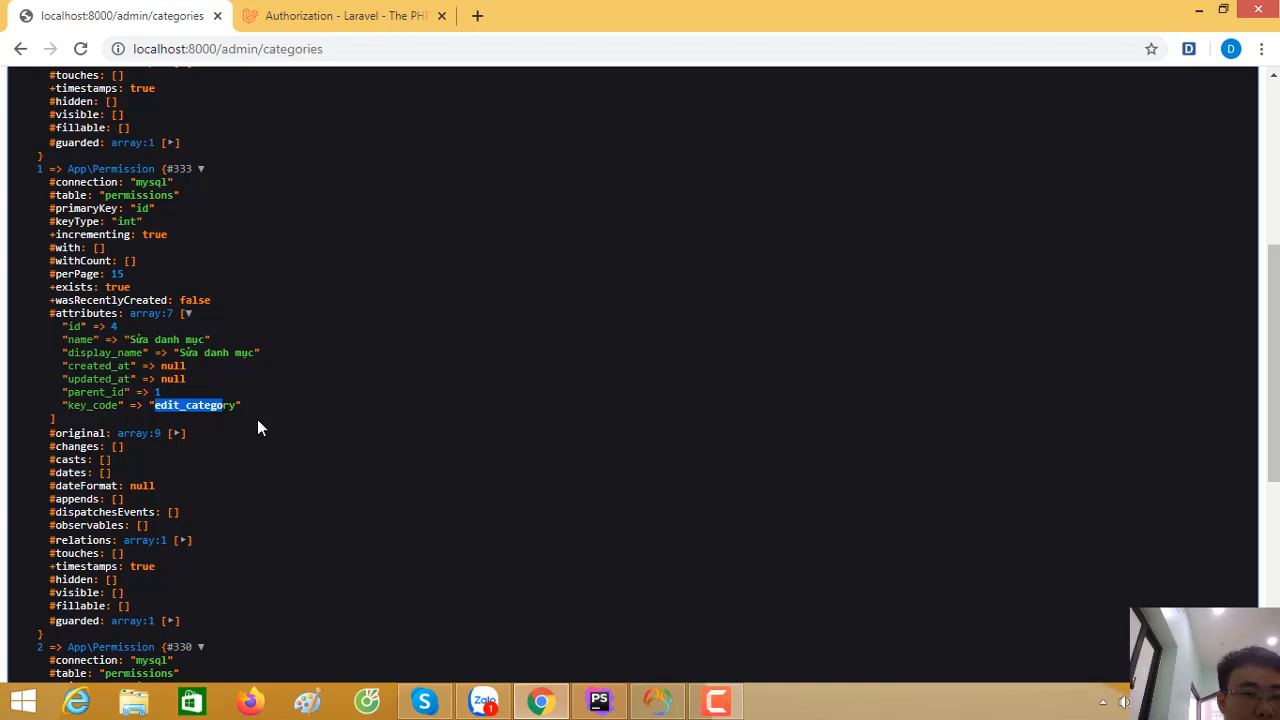 localhost:8000/admin/categories
Authorization - Laravel - The PHP
localhost:8000/admin/categories
D
D
#touches: []
+timestamps: true
#hidden: []
#visible: []
#fillable: []
#guarded: array:1 [▶]
}
1 => App\Permission {#333 ▼
#connection: "mysql"
#table: "permissions"
#primaryKey: "id"
#keyType: "int"
+incrementing: true
#with: []
#withCount: []
#perPage: 15
+exists: true
+wasRecentlyCreated: false
#attributes: array:7 [▼
"id" => 4
"name" => "Sửa danh mục"
"display_name" => "Sửa danh mục"
"created_at" => null
"updated_at" => null
"parent_id" => 1
"key_code" => "edit_category"
]
#original: array:9 [▶]
#changes: []
#casts: []
#dates: []
#dateFormat: null
#appends: []
#dispatchesEvents: []
#observables: []
#relations: array:1 [▶]
#touches: []
+timestamps: true
#hidden: []
#visible: []
#fillable: []
#guarded: array:1 [▶]
}
2 => App\Permission {#330 ▼
#connection: "mysql"
#table: "permissions"
Zalo
1
PS